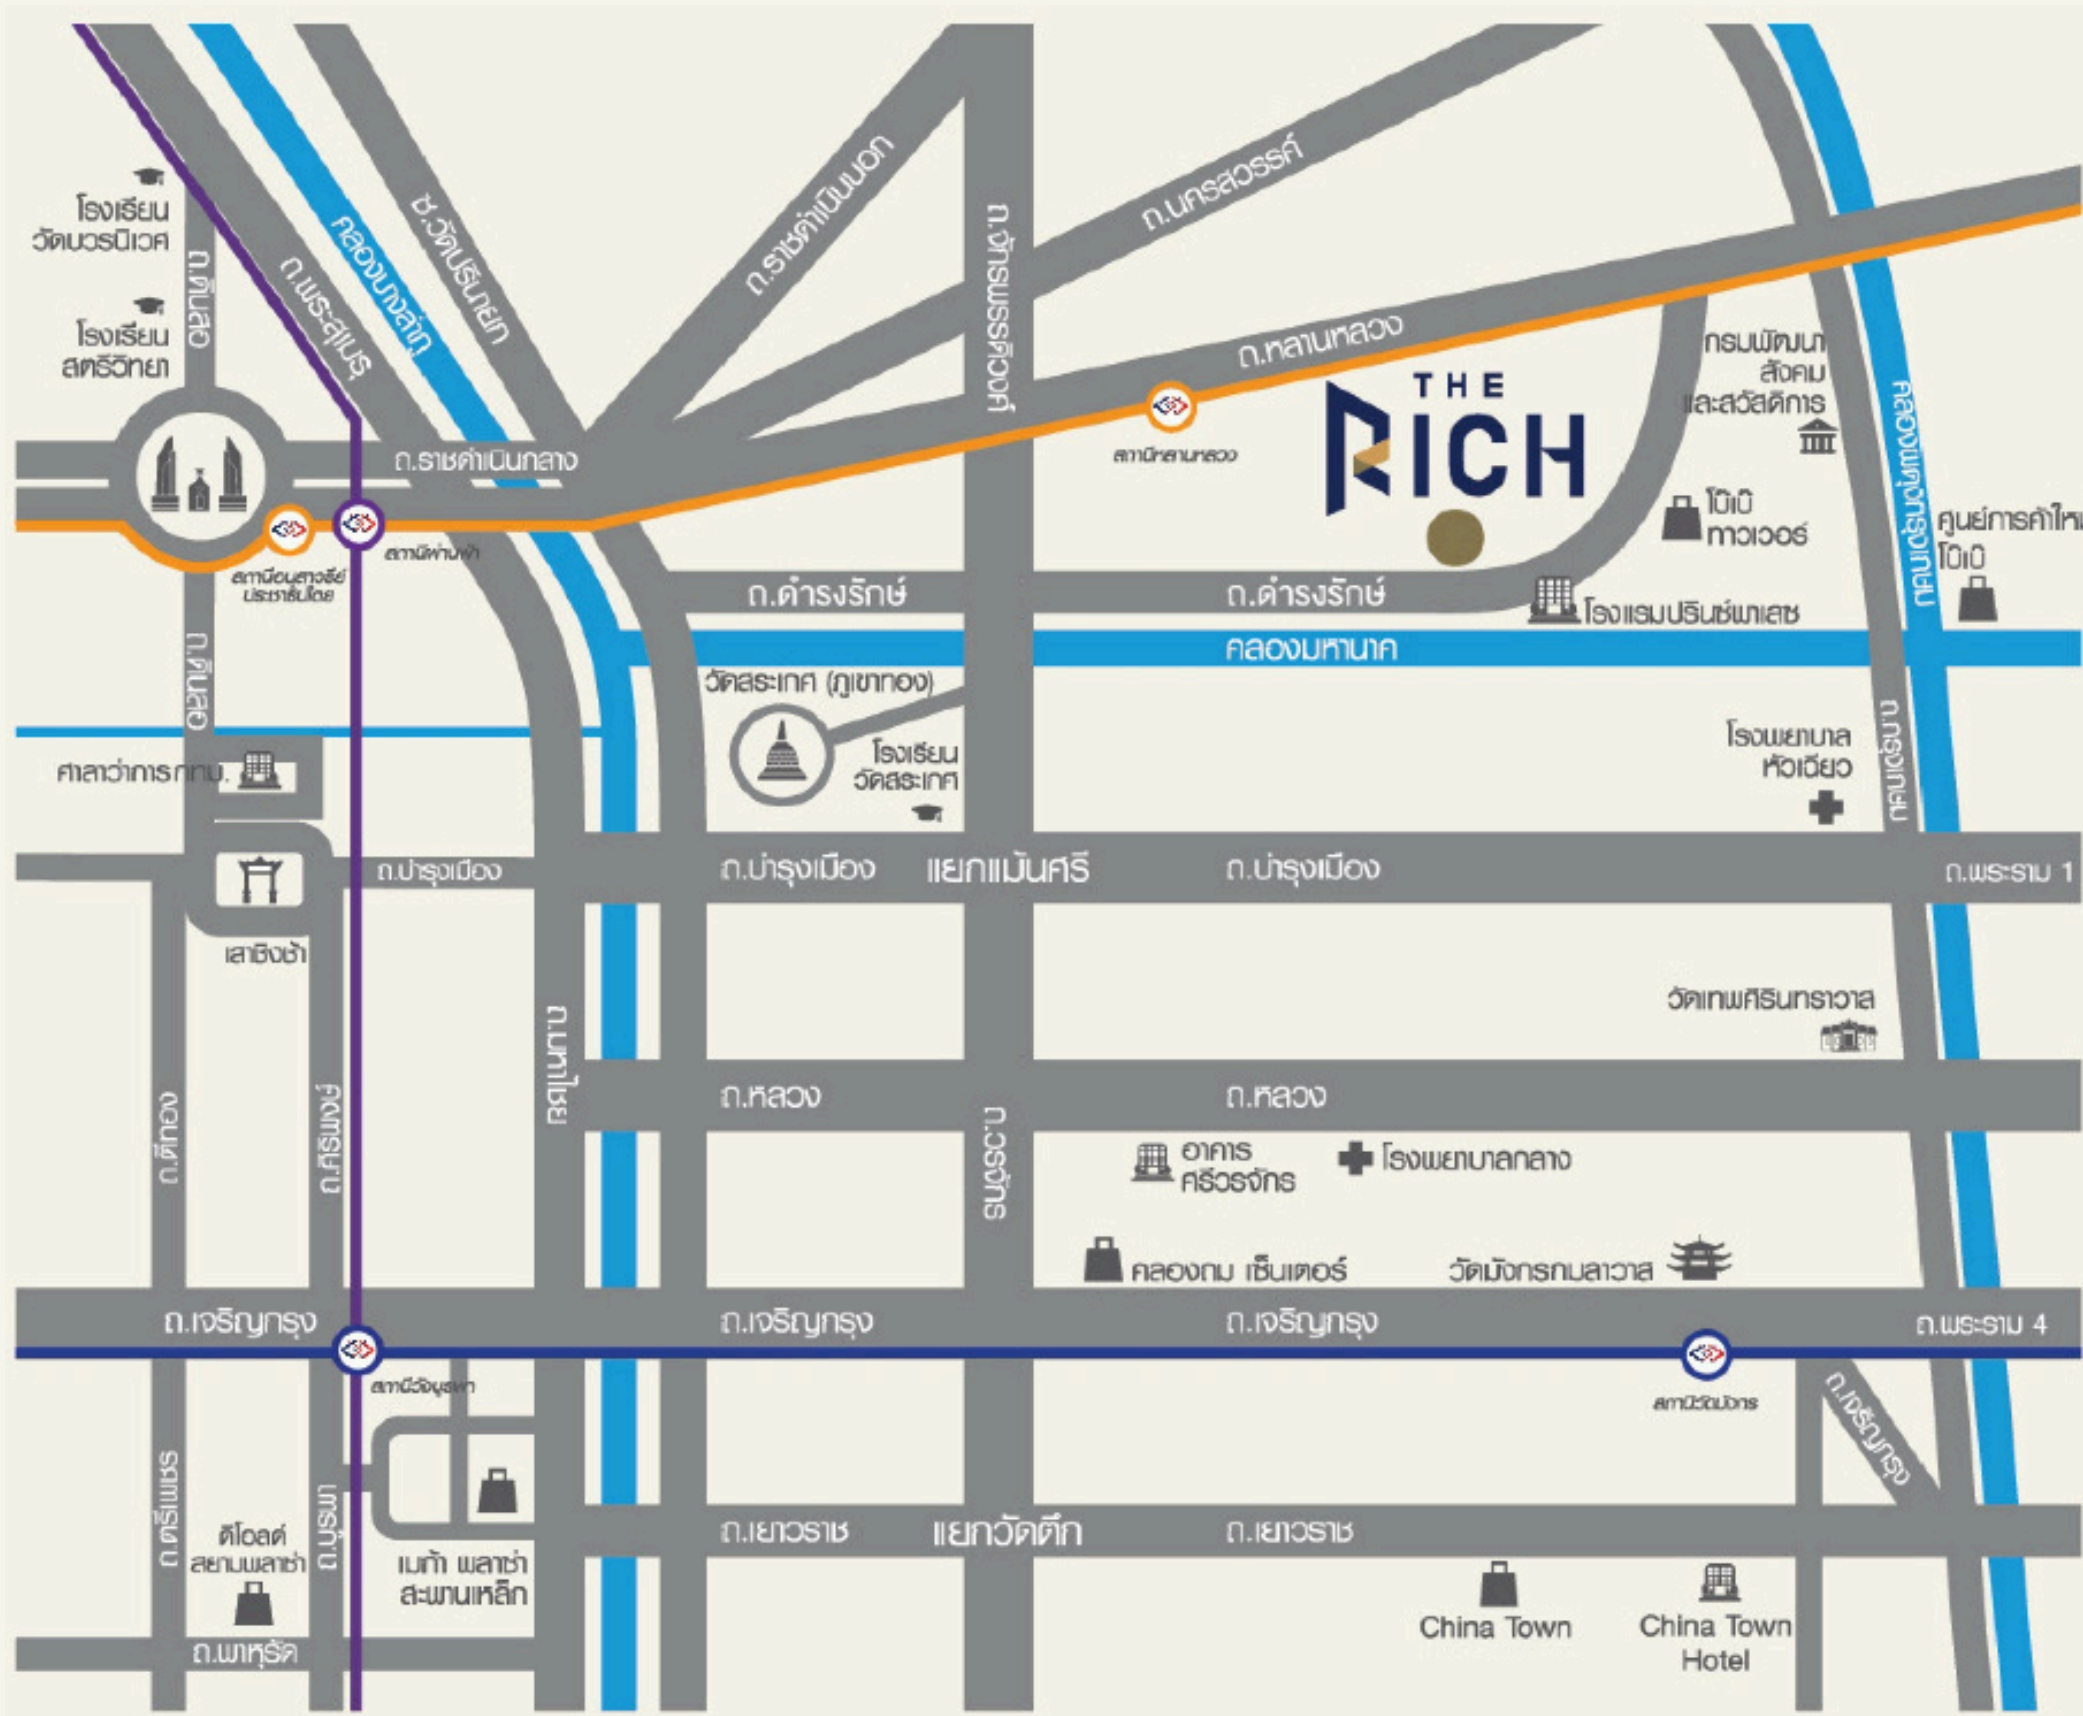 โรงเรียน
วัดบวรนิเวศ
โรงเรียน
สตรีวิทยา
ถ.ดินสอ
ถ.พระสุเมรุ
คลองบางลำภู
ซ.วัดปรินายก
ถ.ราชดำเนินนอก
ถ.จักรพรรดิวงศ์
ถ.นครสวรรค์
ถ.หลานหลวง
ถ.ราชดำเนินกลาง
สถานีอนุสาวรีย์
ประชาธิปไตย
สถานีผ่านฟ้า
สถานีหลานหลวง
THE
RICH
กรมพัฒนา
สังคม
และสวัสดิการ
โบ๊เบ๊
ทาวเวอร์
คลองผดุงกรุงเกษม
ศูนย์การค้าใหม่
โบ๊เบ๊
ถ.ดำรงรักษ์
ถ.ดำรงรักษ์
โรงแรมปริ๊นซ์พาเลซ
คลองมหานาค
ถ.ดินสอ
วัดสระเกศ (ภูเขาทอง)
โรงเรียน
วัดสระเกศ
ศาลาว่าการกทม.
โรงพยาบาล
หัวเฉียว
ถ.กรุงเกษม
ถ.บำรุงเมือง
ถ.บำรุงเมือง
แยกแม้นศรี
ถ.บำรุงเมือง
ถ.พระราม 1
เสาชิงช้า
วัดเทพศิรินทราวาส
ถ.มหาไชย
ถ.ตีทอง
ถ.ศิริพงษ์
ถ.หลวง
ถ.หลวง
ถ.วรจักร
อาคาร
ศรีวรจักร
โรงพยาบาลกลาง
คลองถม เซ็นเตอร์
วัดมังกรกมลาวาส
ถ.เจริญกรุง
ถ.เจริญกรุง
ถ.เจริญกรุง
ถ.พระราม 4
สถานีวังบูรพา
สถานีวัดมังกร
ถ.เจริญกรุง
ถ.ตรีเพชร
ถ.บูรพา
ดิโอลด์
สยามพลาซ่า
เมก้า พลาซ่า
สะพานเหล็ก
ถ.เยาวราช
แยกวัดตึก
ถ.เยาวราช
China Town
China Town
Hotel
ถ.พาหุรัด